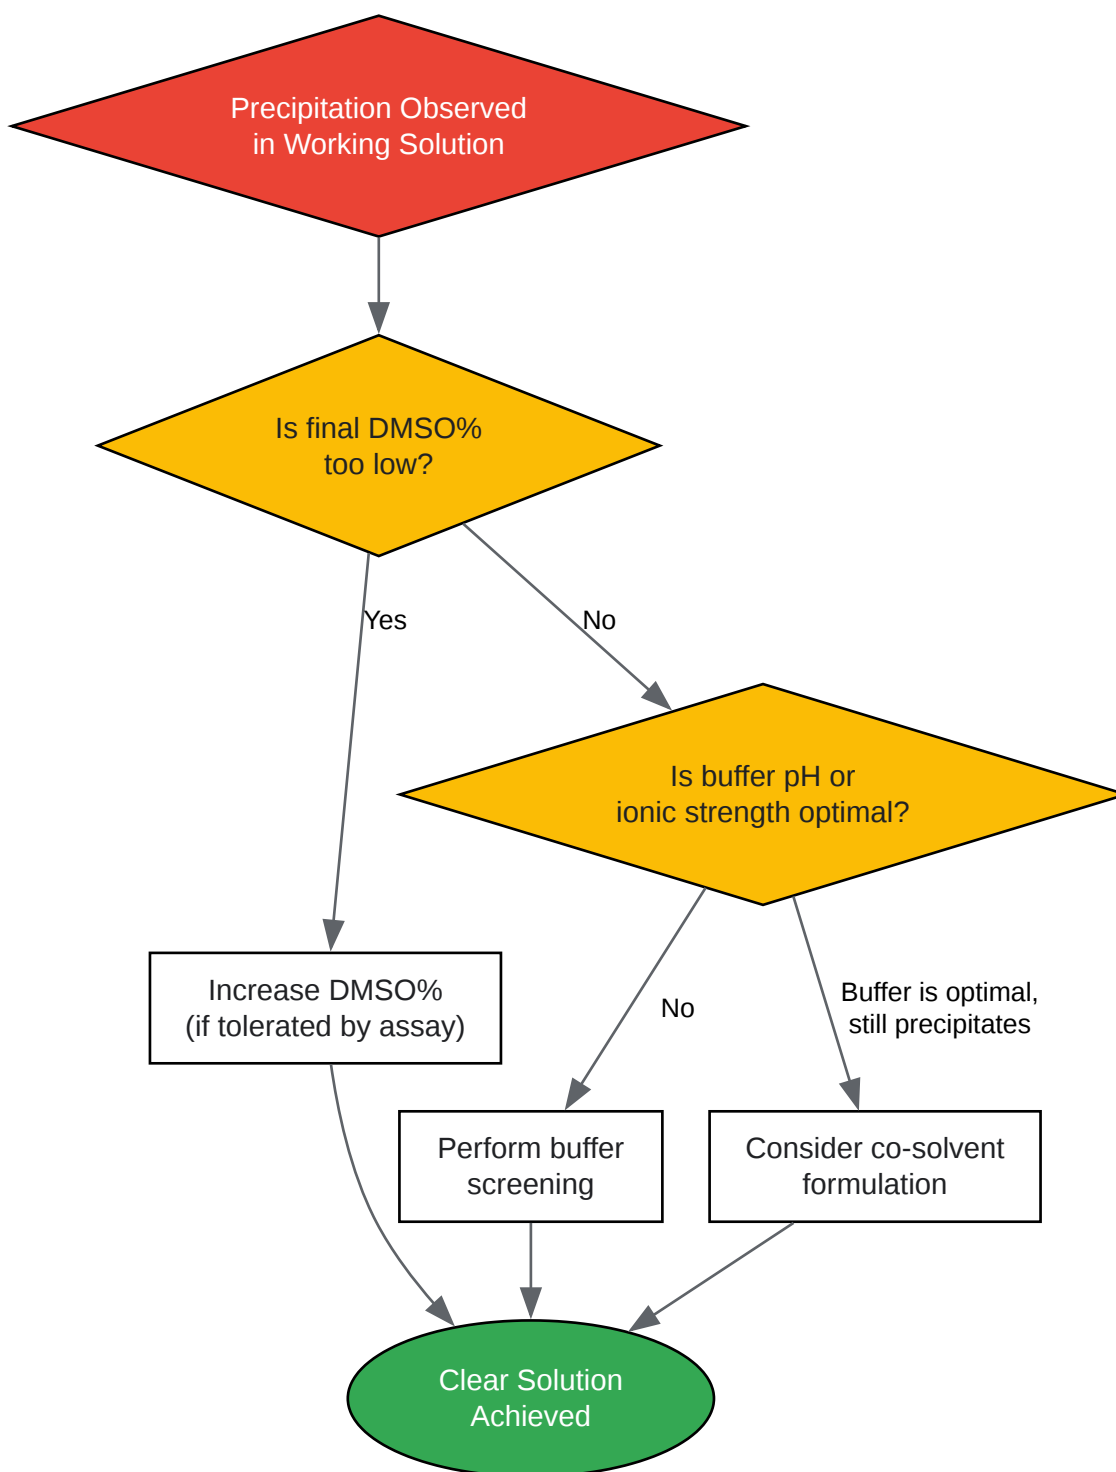 Precipitation Observed
in Working Solution
Is final DMSO%
too low?
Yes
No
Is buffer pH or
ionic strength optimal?
Increase DMSO%
(if tolerated by assay)
No
Buffer is optimal,
still precipitates
Perform buffer
screening
Consider co-solvent
formulation
Clear Solution
Achieved